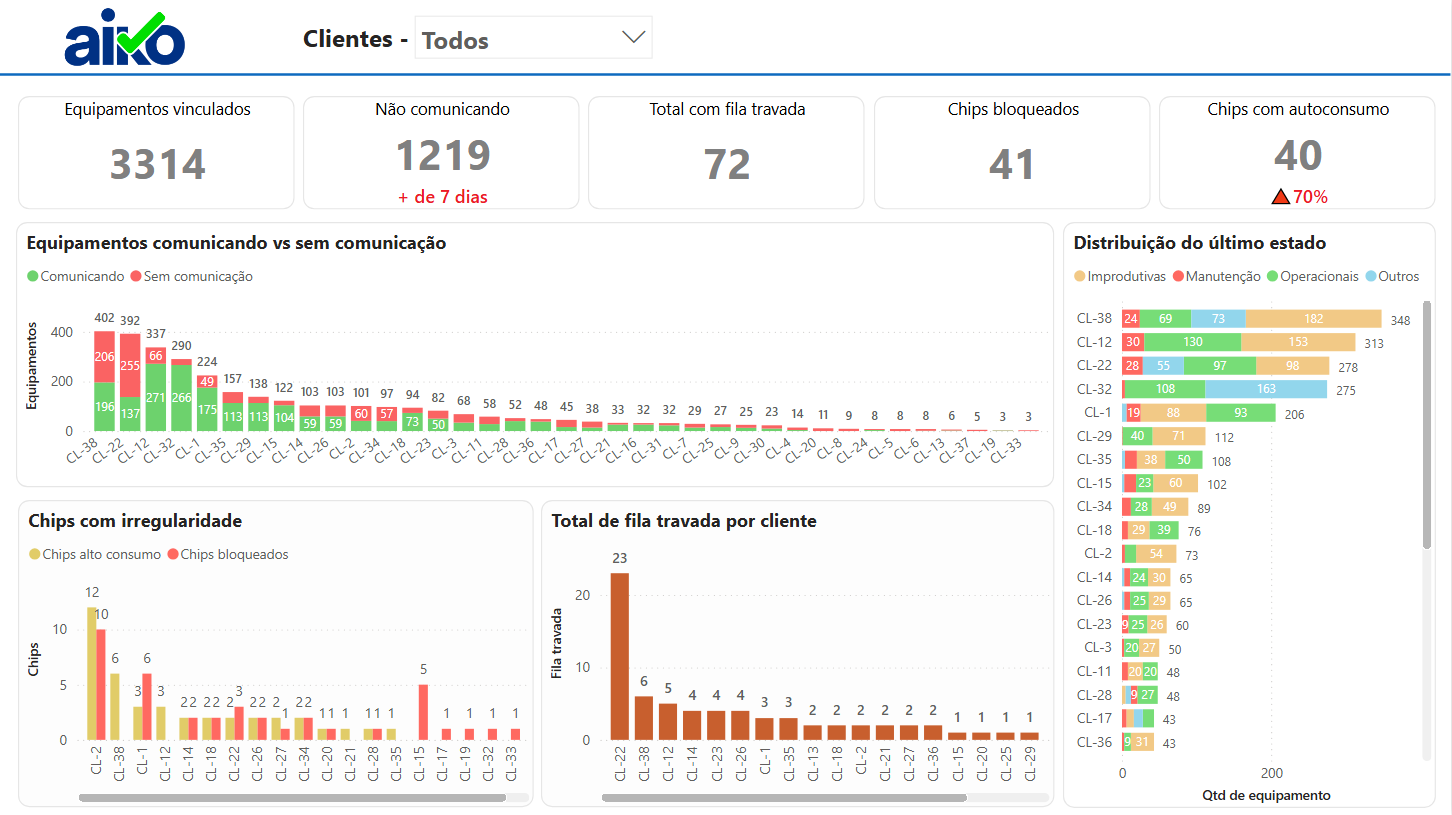 aiko
Clientes - Todos
Equipamentos vinculados
3314
Não comunicando
1219
+ de 7 dias
Total com fila travada
72
Chips bloqueados
41
Chips com autoconsumo
40
70%
Equipamentos comunicando vs sem comunicação
Comunicando Sem comunicação
Equipamentos
400
200
0
402 392 337 290 224 157 138 122 103 103 101 97 94 82 68 58 52 48 45 38 33 32 32 29 27 25 23 14 11 9 8 8 8 6 5 3 3
206 255 66 49 60 57
196 137 271 266 175 113 113 104 59 59 73 50
CL-38 CL-22 CL-12 CL-32 CL-1 CL-35 CL-29 CL-15 CL-14 CL-26 CL-2 CL-34 CL-18 CL-23 CL-3 CL-11 CL-28 CL-36 CL-17 CL-27 CL-21 CL-16 CL-31 CL-7 CL-25 CL-9 CL-30 CL-4 CL-20 CL-8 CL-24 CL-5 CL-6 CL-13 CL-37 CL-19 CL-33
Chips com irregularidade
Chips alto consumo Chips bloqueados
Chips
10
5
0
12 10 6 3 6 3 2 2 2 2 2 3 2 2 2 1 2 2 1 1 1 1 1 1 5 1 1 1 1
CL-2 CL-38 CL-1 CL-12 CL-14 CL-18 CL-22 CL-26 CL-27 CL-34 CL-20 CL-21 CL-28 CL-35 CL-15 CL-17 CL-19 CL-32 CL-33
Total de fila travada por cliente
Fila travada
20
10
0
23 6 5 4 4 4 3 3 2 2 2 2 2 2 1 1 1 1
CL-22 CL-38 CL-12 CL-14 CL-23 CL-26 CL-1 CL-35 CL-13 CL-18 CL-2 CL-21 CL-27 CL-36 CL-15 CL-20 CL-25 CL-29
Distribuição do último estado
Improdutivas Manutenção Operacionais Outros
CL-38 24 69 73 182 348
CL-12 30 130 153 313
CL-22 28 55 97 98 278
CL-32 108 163 275
CL-1 19 88 93 206
CL-29 40 71 112
CL-35 38 50 108
CL-15 23 60 102
CL-34 28 49 89
CL-18 29 39 76
CL-2 54 73
CL-14 24 30 65
CL-26 25 29 65
CL-23 9 25 26 60
CL-3 20 27 50
CL-11 20 20 48
CL-28 9 27 48
CL-17 43
CL-36 9 31 43
0 200
Qtd de equipamento